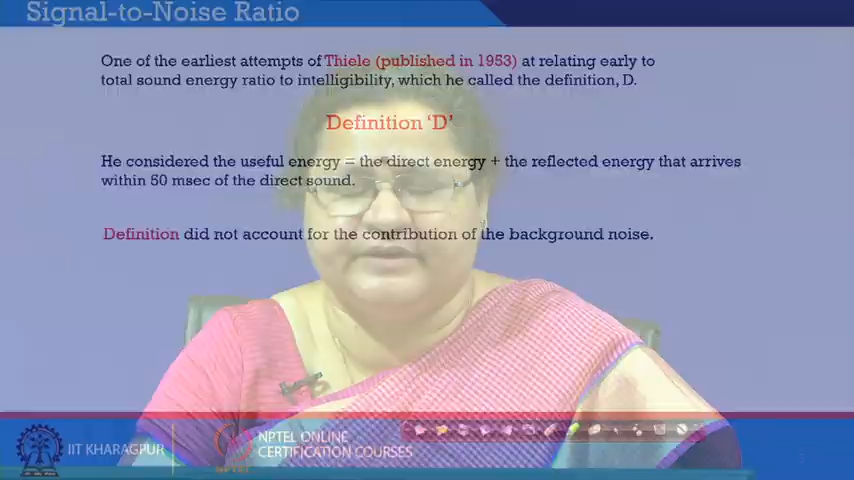 Signal-to-Noise Ratio
One of the earliest attempts of Thiele (published in 1953) at relating early to
total sound energy ratio to intelligibility, which he called the definition, D.
Definition 'D'
He considered the useful energy = the direct energy + the reflected energy that arrives
within 50 msec of the direct sound.
Definition did not account for the contribution of the background noise.
IIT KHARAGPUR
NPTEL ONLINE
CERTIFICATION COURSES
NPTEL
5